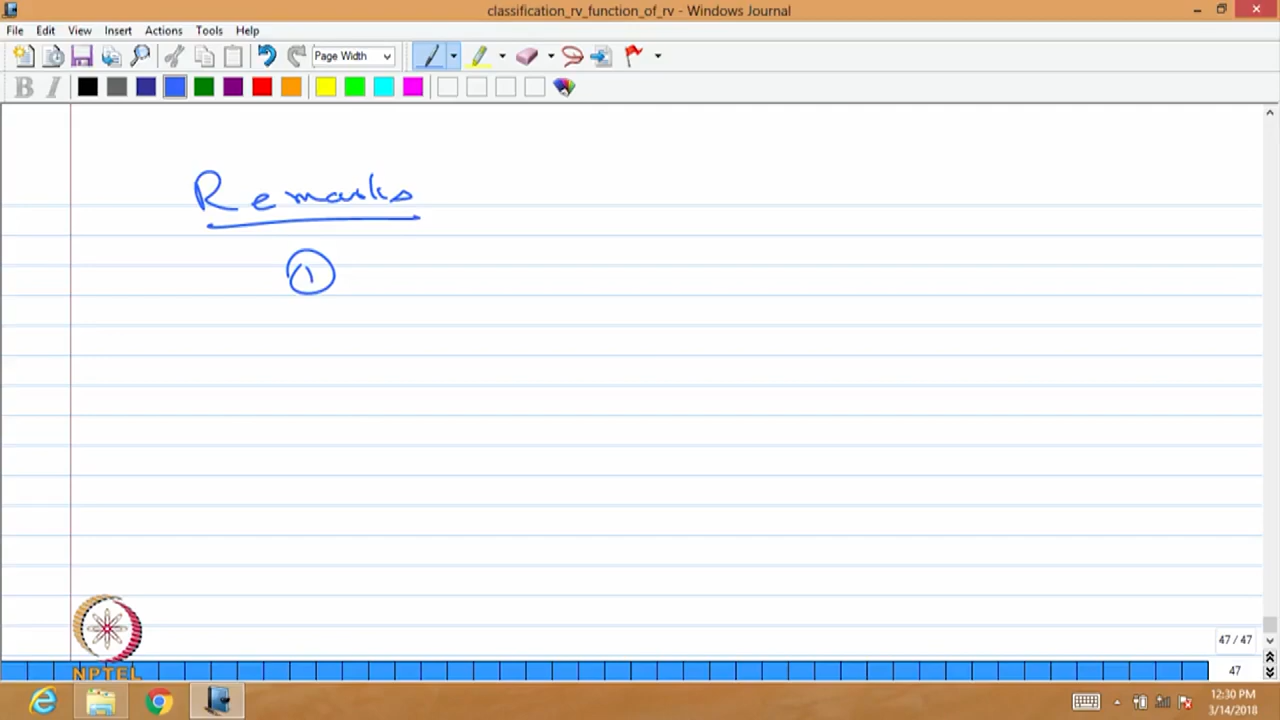 classification_rv_function_of_rv - Windows Journal
File Edit View Insert Actions Tools Help
Page Width
B I
Remarks
1
47 / 47
NPTEL
47
12:30 PM
3/14/2018